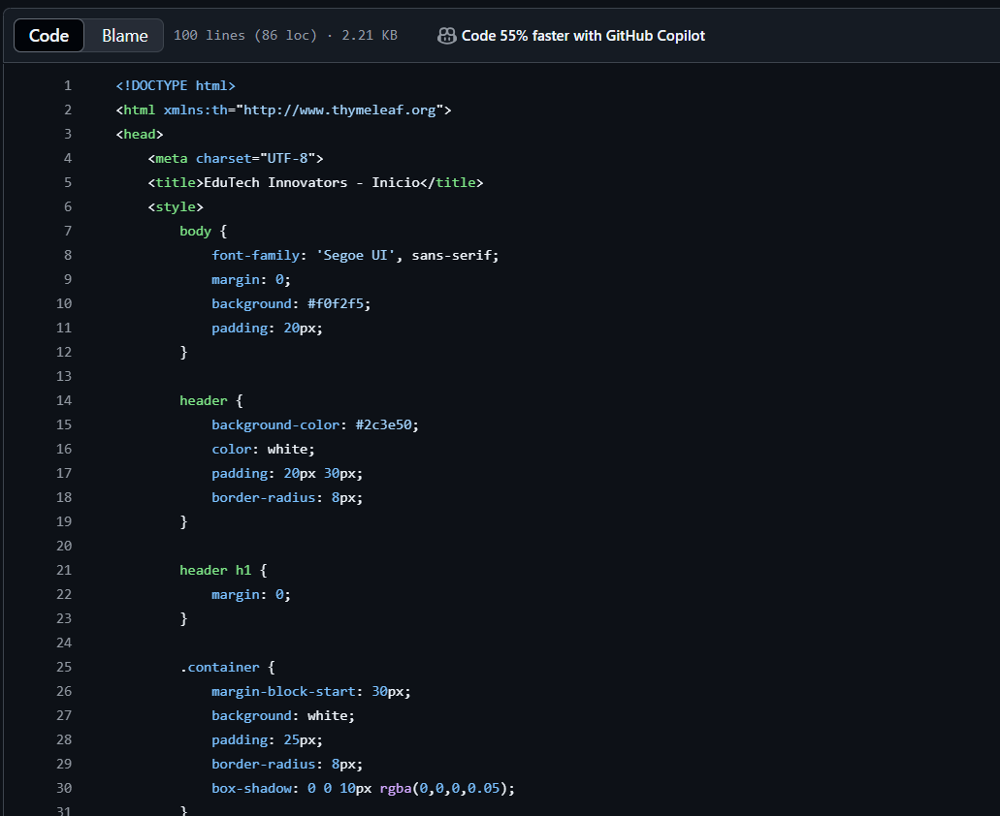 Code Blame 100 lines (86 loc) · 2.21 KB Code 55% faster with GitHub Copilot
1 <!DOCTYPE html>
2 <html xmlns:th="http://www.thymeleaf.org">
3 <head>
4 <meta charset="UTF-8">
5 <title>EduTech Innovators - Inicio</title>
6 <style>
7 body {
8 font-family: 'Segoe UI', sans-serif;
9 margin: 0;
10 background: #f0f2f5;
11 padding: 20px;
12 }
13
14 header {
15 background-color: #2c3e50;
16 color: white;
17 padding: 20px 30px;
18 border-radius: 8px;
19 }
20
21 header h1 {
22 margin: 0;
23 }
24
25 .container {
26 margin-block-start: 30px;
27 background: white;
28 padding: 25px;
29 border-radius: 8px;
30 box-shadow: 0 0 10px rgba(0,0,0,0.05);
31 }